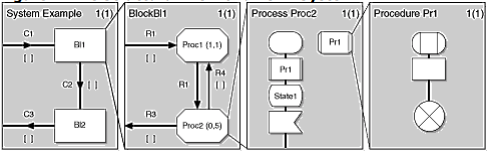 System Example 1(1)
BlockBl1 1(1)
Process Proc2 1(1)
Procedure Pr1 1(1)
C1
[ ]
Bl1
C2 [ ]
C3
[ ]
Bl2
R1
[ ]
Proc1 (1,1)
R1
R4
[ ]
R3
[ ]
Proc2 (0,5)
Pr1
Pr1
State1